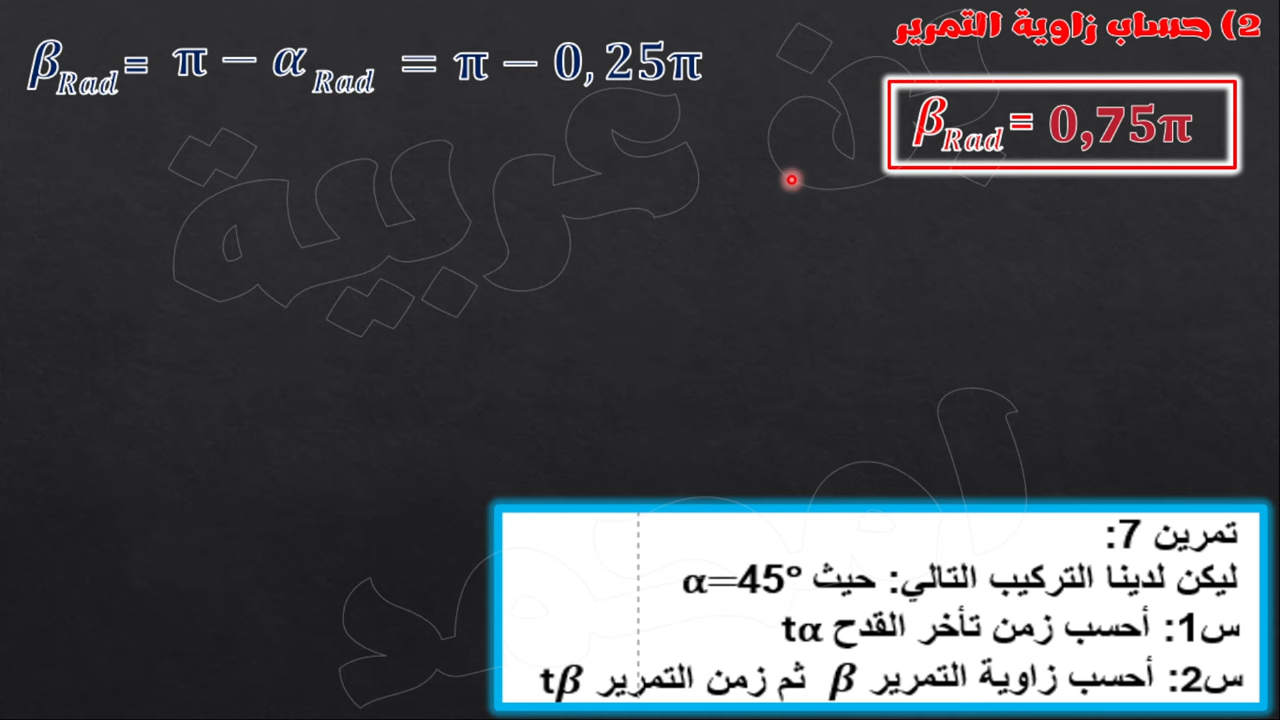 2) حساب زاوية التمرير
β_Rad = π − α_Rad = π − 0,25π
β_Rad = 0,75π
تمرين 7:
ليكن لدينا التركيب التالي: حيث α=45°
س1: أحسب زمن تأخر القدح tα
س2: أحسب زاوية التمرير β ثم زمن التمرير tβ